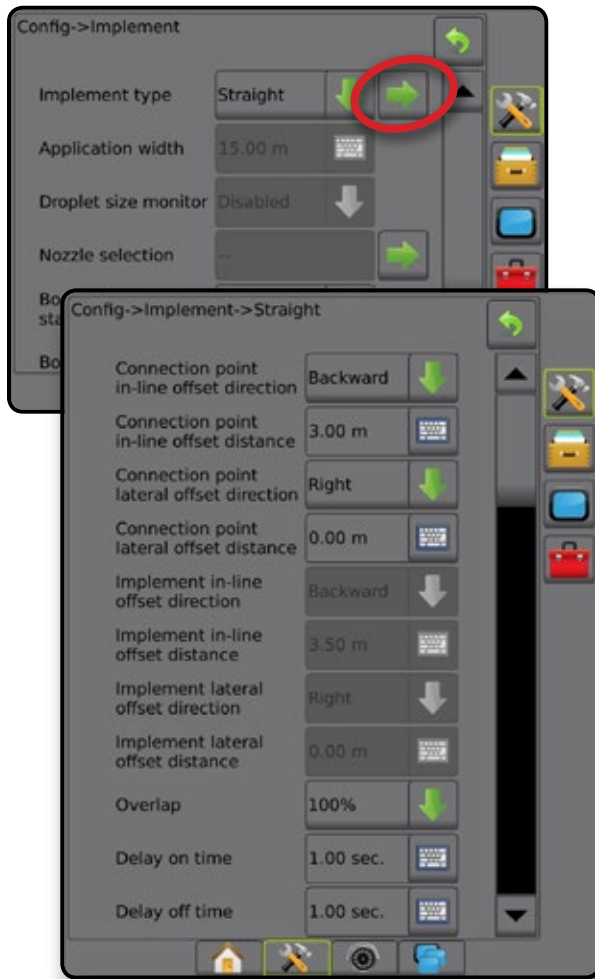 Config->Implement
Implement type Straight
Application width 15.00 m
Droplet size monitor Disabled
Nozzle selection --
Bo
sta
Bo
Config->Implement->Straight
Connection point
in-line offset direction Backward
Connection point
in-line offset distance 3.00 m
Connection point
lateral offset direction Right
Connection point
lateral offset distance 0.00 m
Implement in-line
offset direction Backward
Implement in-line
offset distance 3.50 m
Implement lateral
offset direction Right
Implement lateral
offset distance 0.00 m
Overlap 100%
Delay on time 1.00 sec.
Delay off time 1.00 sec.